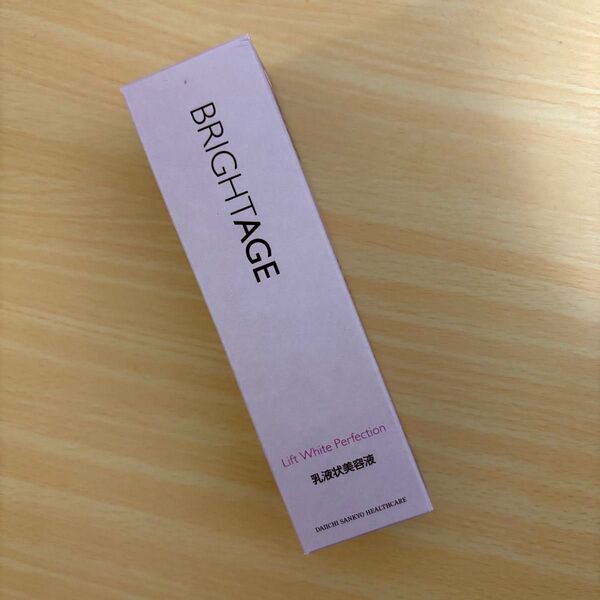 BRIGHTAGE
Lift White Perfection
乳液状美容液
DAIICHI SANKYO HEALTHCARE